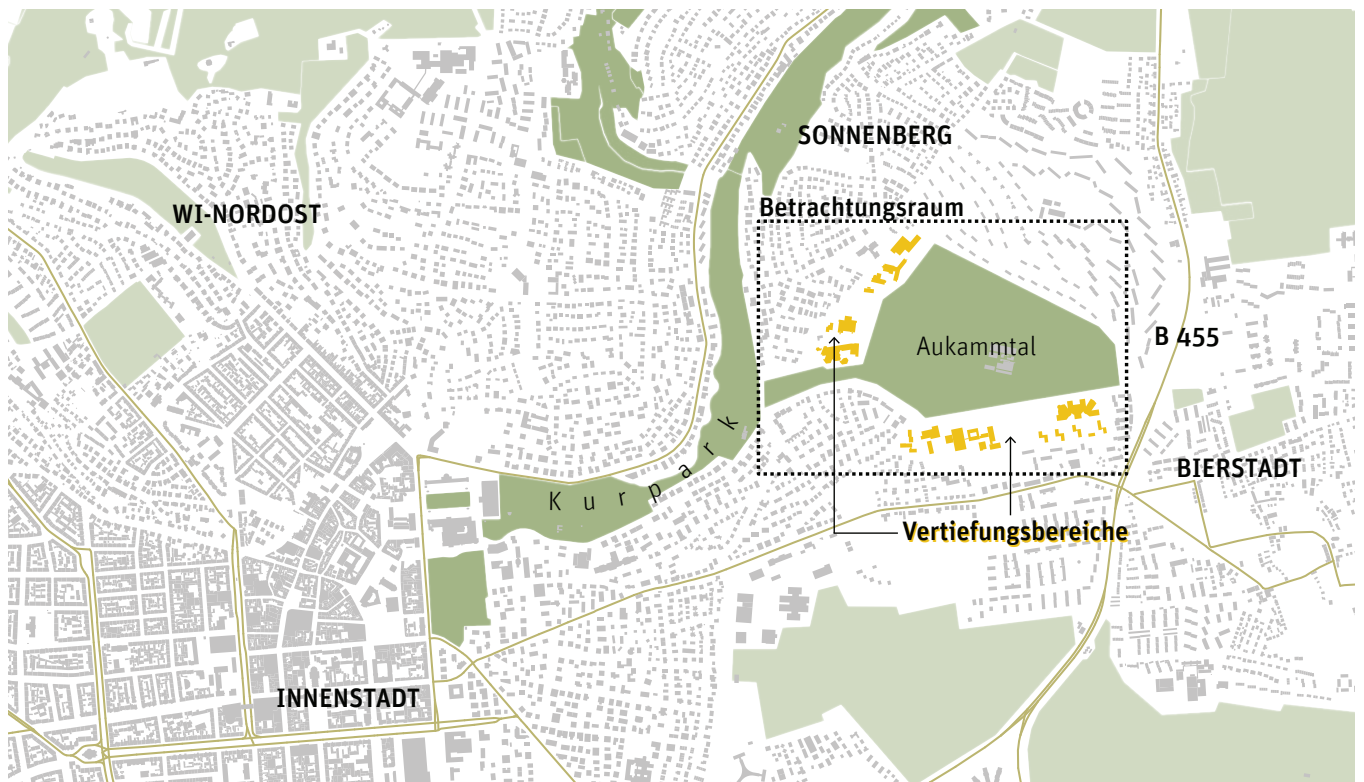 SONNENBERG
WI-NORDOST
Betrachtungsraum
B 455
Aukammtal
Kurpark
BIERSTADT
Vertiefungsbereiche
INNENSTADT